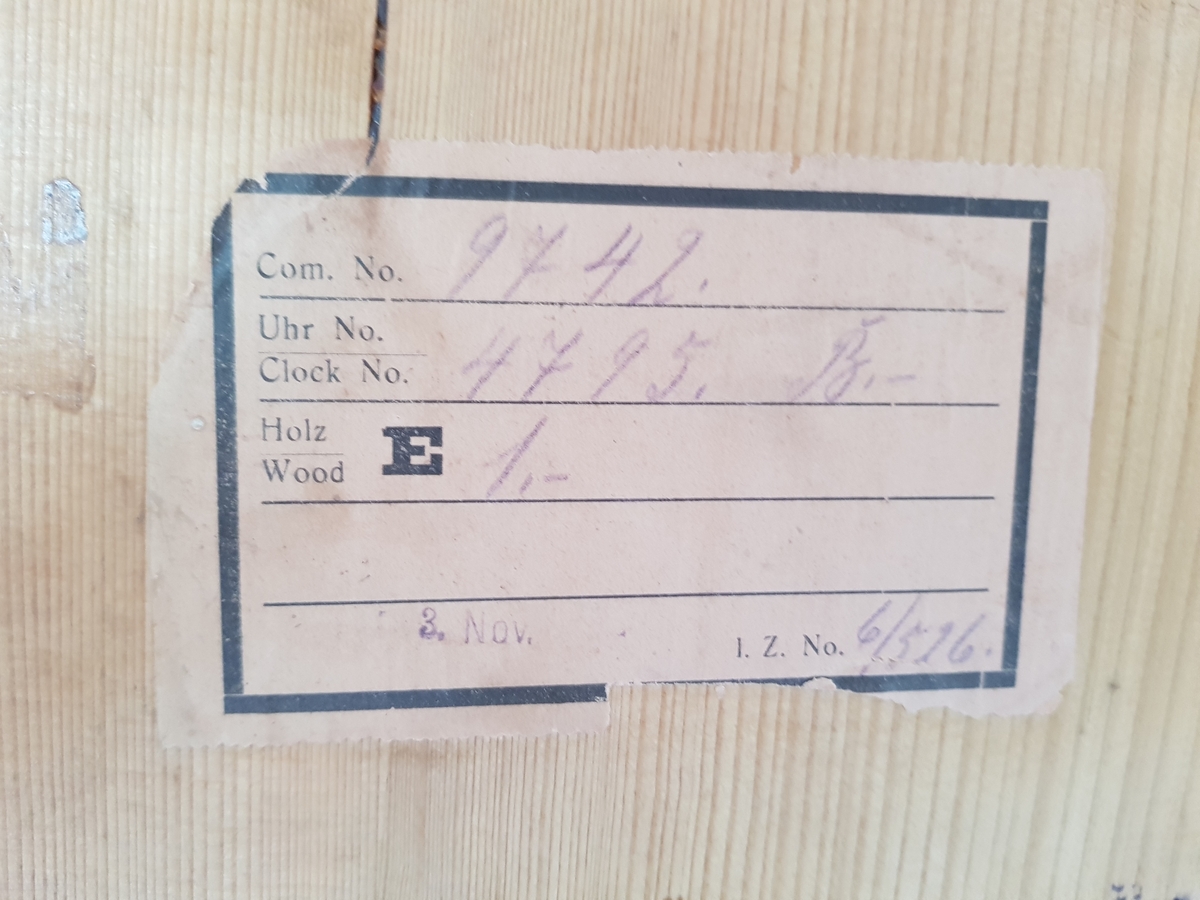 Com. No. 9742.
Uhr No.
Clock No. 4795.
Holz
Wood E 1.-
3. Nov.
I. Z. No. 6/516.